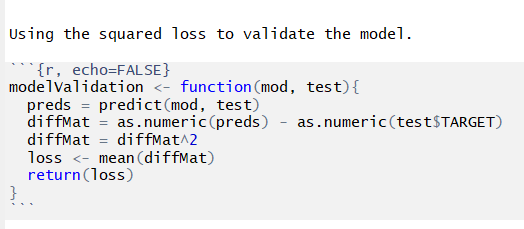 Using the squared loss to validate the model.
```{r, echo=FALSE}
modelValidation <- function(mod, test){
  preds = predict(mod, test)
  diffMat = as.numeric(preds) - as.numeric(test$TARGET)
  diffMat = diffMat^2
  loss <- mean(diffMat)
  return(loss)
}
```